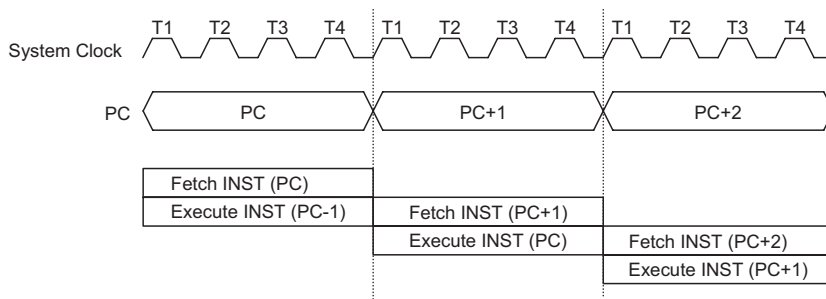 T1 T2 T3 T4 T1 T2 T3 T4 T1 T2 T3 T4
System Clock
PC PC PC+1 PC+2
Fetch INST (PC)
Execute INST (PC-1) Fetch INST (PC+1)
Execute INST (PC) Fetch INST (PC+2)
Execute INST (PC+1)